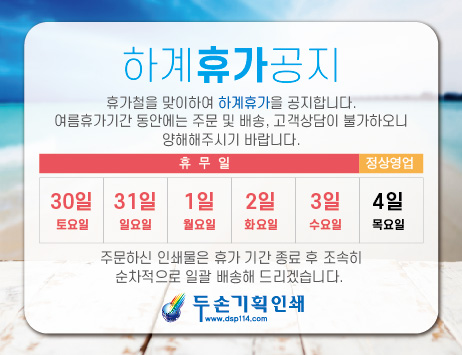 하계휴가공지
휴가철을 맞이하여 하계휴가을 공지합니다.
여름휴가기간 동안에는 주문 및 배송, 고객상담이 불가하오니
양해해주시기 바랍니다.
휴 무 일 정상영업
30일 31일 1일 2일 3일 4일
토요일 일요일 월요일 화요일 수요일 목요일
주문하신 인쇄물은 휴가 기간 종료 후 조속히
순차적으로 일괄 배송해 드리겠습니다.
두손기획인쇄
www.dsp114.com